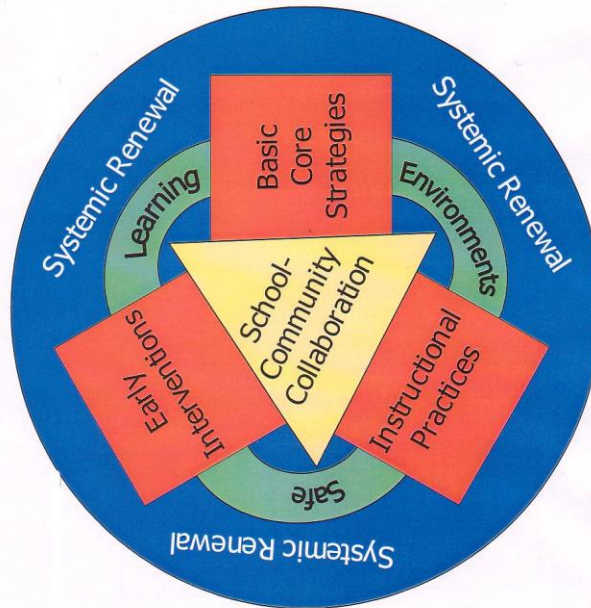 Systemic Renewal
Systemic Renewal
Systemic Renewal
Safe
Learning
Environments
Basic
Core
Strategies
Early
Interventions
Instructional
Practices
School-
Community
Collaboration